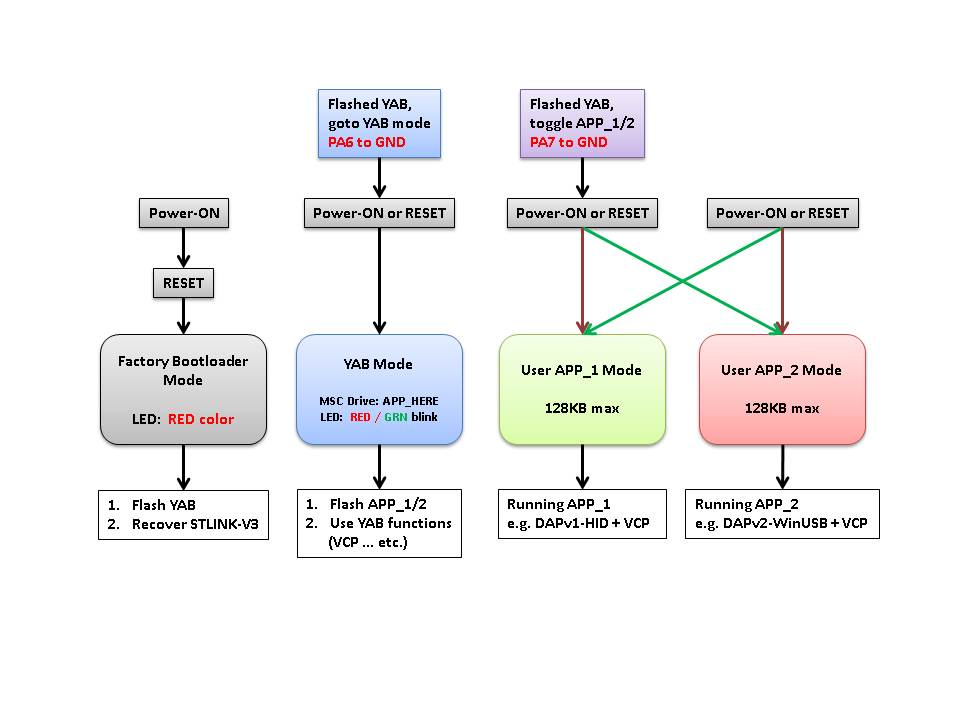 Flashed YAB,
goto YAB mode
PA6 to GND
Flashed YAB,
toggle APP_1/2
PA7 to GND
Power-ON
Power-ON or RESET
Power-ON or RESET
Power-ON or RESET
RESET
Factory Bootloader
Mode
LED: RED color
YAB Mode
MSC Drive: APP_HERE
LED: RED / GRN blink
User APP_1 Mode
128KB max
User APP_2 Mode
128KB max
1. Flash YAB
2. Recover STLINK-V3
1. Flash APP_1/2
2. Use YAB functions
(VCP ... etc.)
Running APP_1
e.g. DAPv1-HID + VCP
Running APP_2
e.g. DAPv2-WinUSB + VCP